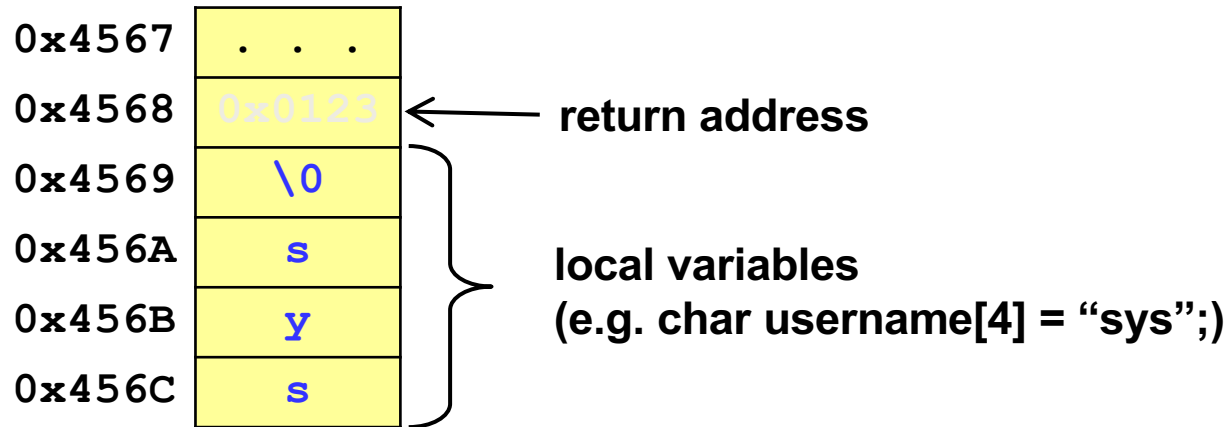 0x4567 . . .
0x4568 0x0123 return address
0x4569 \0
0x456A s
local variables
0x456B y (e.g. char username[4] = “sys”;)
0x456C s